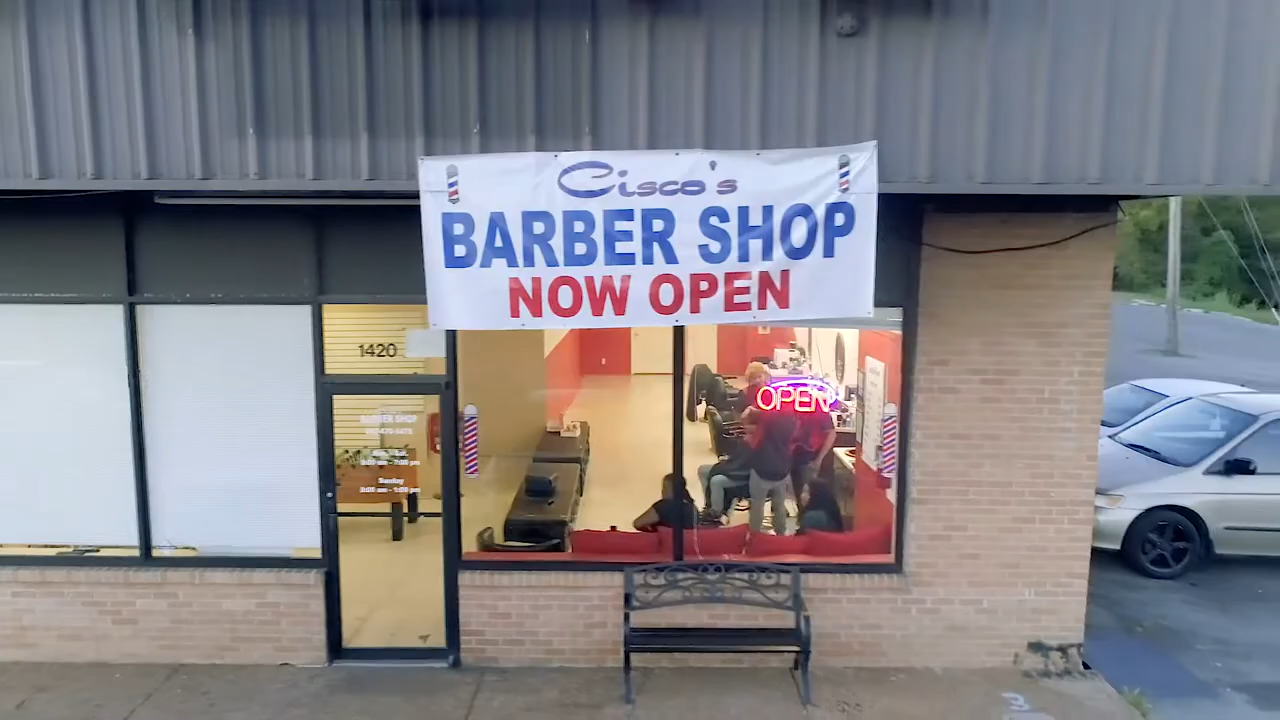 Cisco's
BARBER SHOP
NOW OPEN
1420
OPEN
BARBER SHOP
Sunday